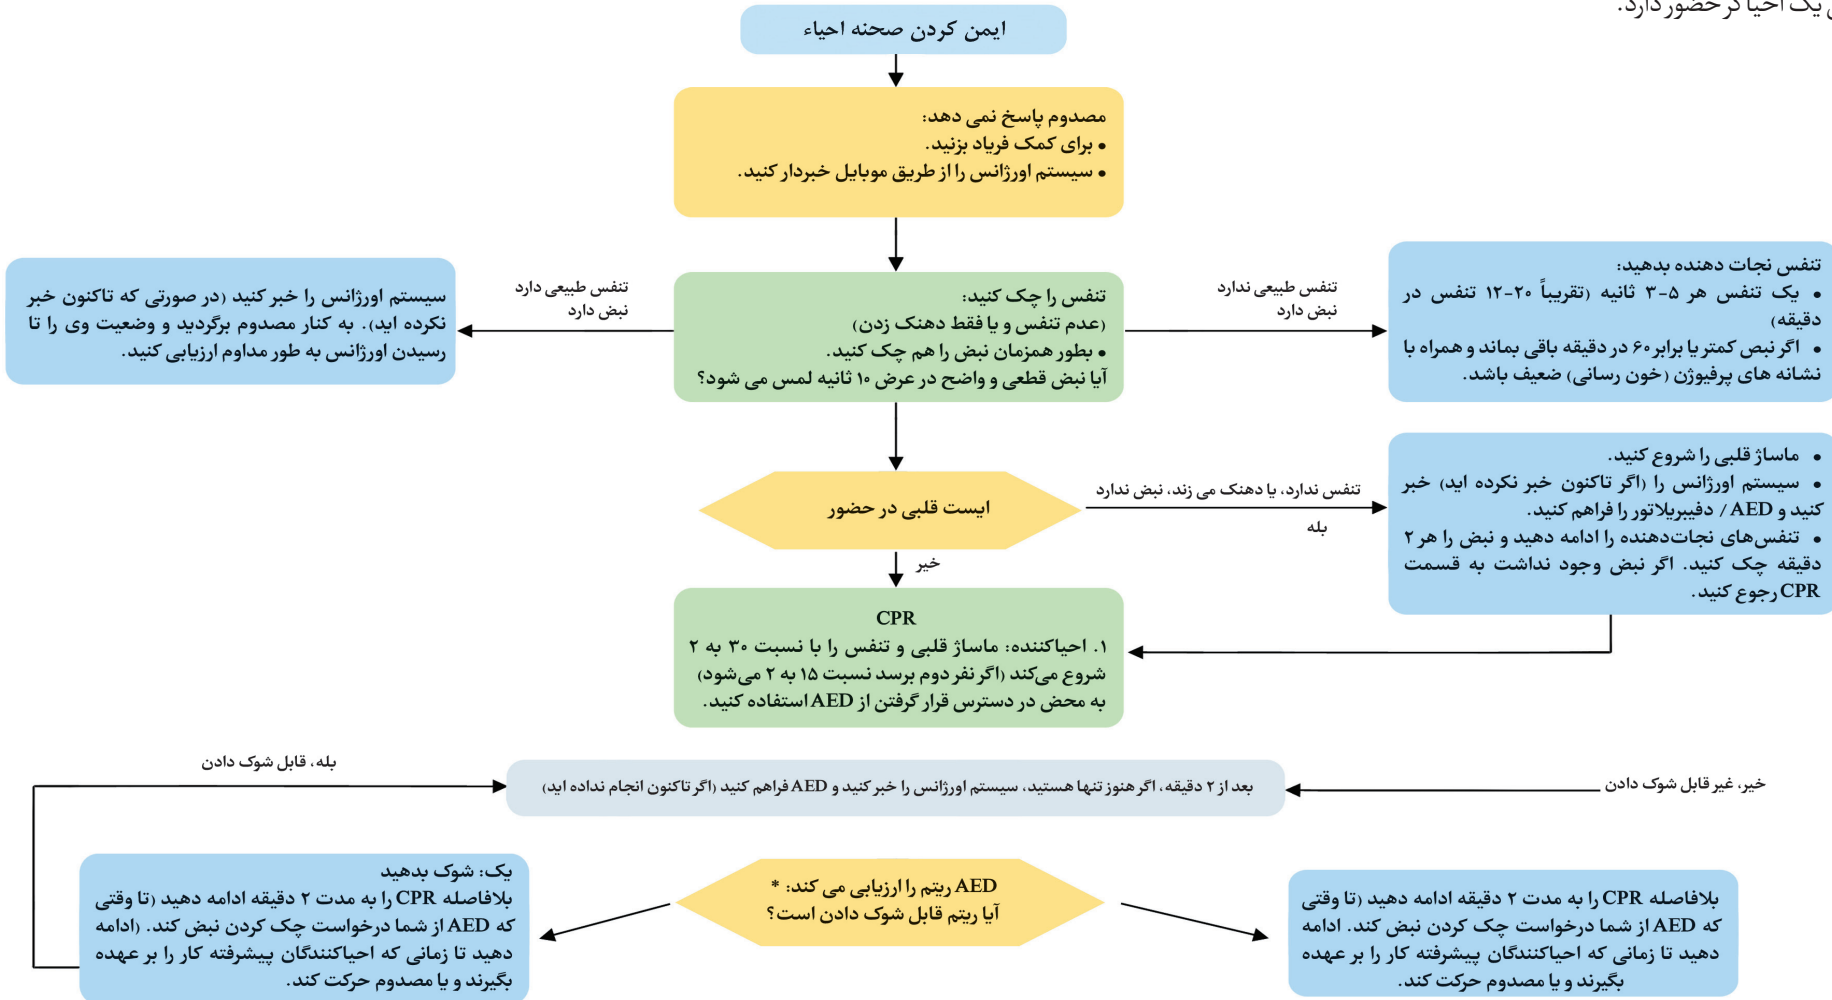 یک احیاگر حضور دارد.
ایمن کردن صحنه احیاء
مصدوم پاسخ نمی دهد:
• برای کمک فریاد بزنید.
• سیستم اورژانس را از طریق موبایل خبردار کنید.
تنفس نجات دهنده بدهید:
• یک تنفس هر ۵-۳ ثانیه (تقریباً ۲۰-۱۲ تنفس در
دقیقه)
• اگر نبص کمتر یا برابر ۶۰ در دقیقه باقی بماند و همراه با
نشانه های پرفیوژن (خون رسانی) ضعیف باشد.
تنفس طبیعی ندارد
نبض دارد
تنفس را چک کنید:
(عدم تنفس و یا فقط دهنک زدن)
• بطور همزمان نبض را هم چک کنید.
آیا نبض قطعی و واضح در عرض ۱۰ ثانیه لمس می شود؟
تنفس طبیعی دارد
نبض دارد
سیستم اورژانس را خبر کنید (در صورتی که تاکنون خبر
نکرده اید). به کنار مصدوم برگردید و وضعیت وی را تا
رسیدن اورژانس به طور مداوم ارزیابی کنید.
• ماساژ قلبی را شروع کنید.
• سیستم اورژانس را (اگر تاکنون خبر نکرده اید) خبر
کنید و AED / دفیبریلاتور را فراهم کنید.
• تنفس‌های نجات‌دهنده را ادامه دهید و نبض را هر ۲
دقیقه چک کنید. اگر نبض وجود نداشت به قسمت
CPR رجوع کنید.
تنفس ندارد، یا دهنک می زند، نبض ندارد
بله
ایست قلبی در حضور
خیر
CPR
۱. احیاکننده: ماساژ قلبی و تنفس را با نسبت ۳۰ به ۲
شروع می‌کند (اگر نفر دوم برسد نسبت ۱۵ به ۲ می‌شود)
به محض در دسترس قرار گرفتن از AED استفاده کنید.
خیر، غیر قابل شوک دادن
بعد از ۲ دقیقه، اگر هنوز تنها هستید، سیستم اورژانس را خبر کنید و AED فراهم کنید (اگر تاکنون انجام نداده اید)
بله، قابل شوک دادن
بلافاصله CPR را به مدت ۲ دقیقه ادامه دهید (تا وقتی
که AED از شما درخواست چک کردن نبض کند. ادامه
دهید تا زمانی که احیاکنندگان پیشرفته کار را بر عهده
بگیرند و یا مصدوم حرکت کند.
AED ریتم را ارزیابی می کند: *
آیا ریتم قابل شوک دادن است؟
یک: شوک بدهید
بلافاصله CPR را به مدت ۲ دقیقه ادامه دهید (تا وقتی
که AED از شما درخواست چک کردن نبض کند. (ادامه
دهید تا زمانی که احیاکنندگان پیشرفته کار را بر عهده
بگیرند و یا مصدوم حرکت کند.